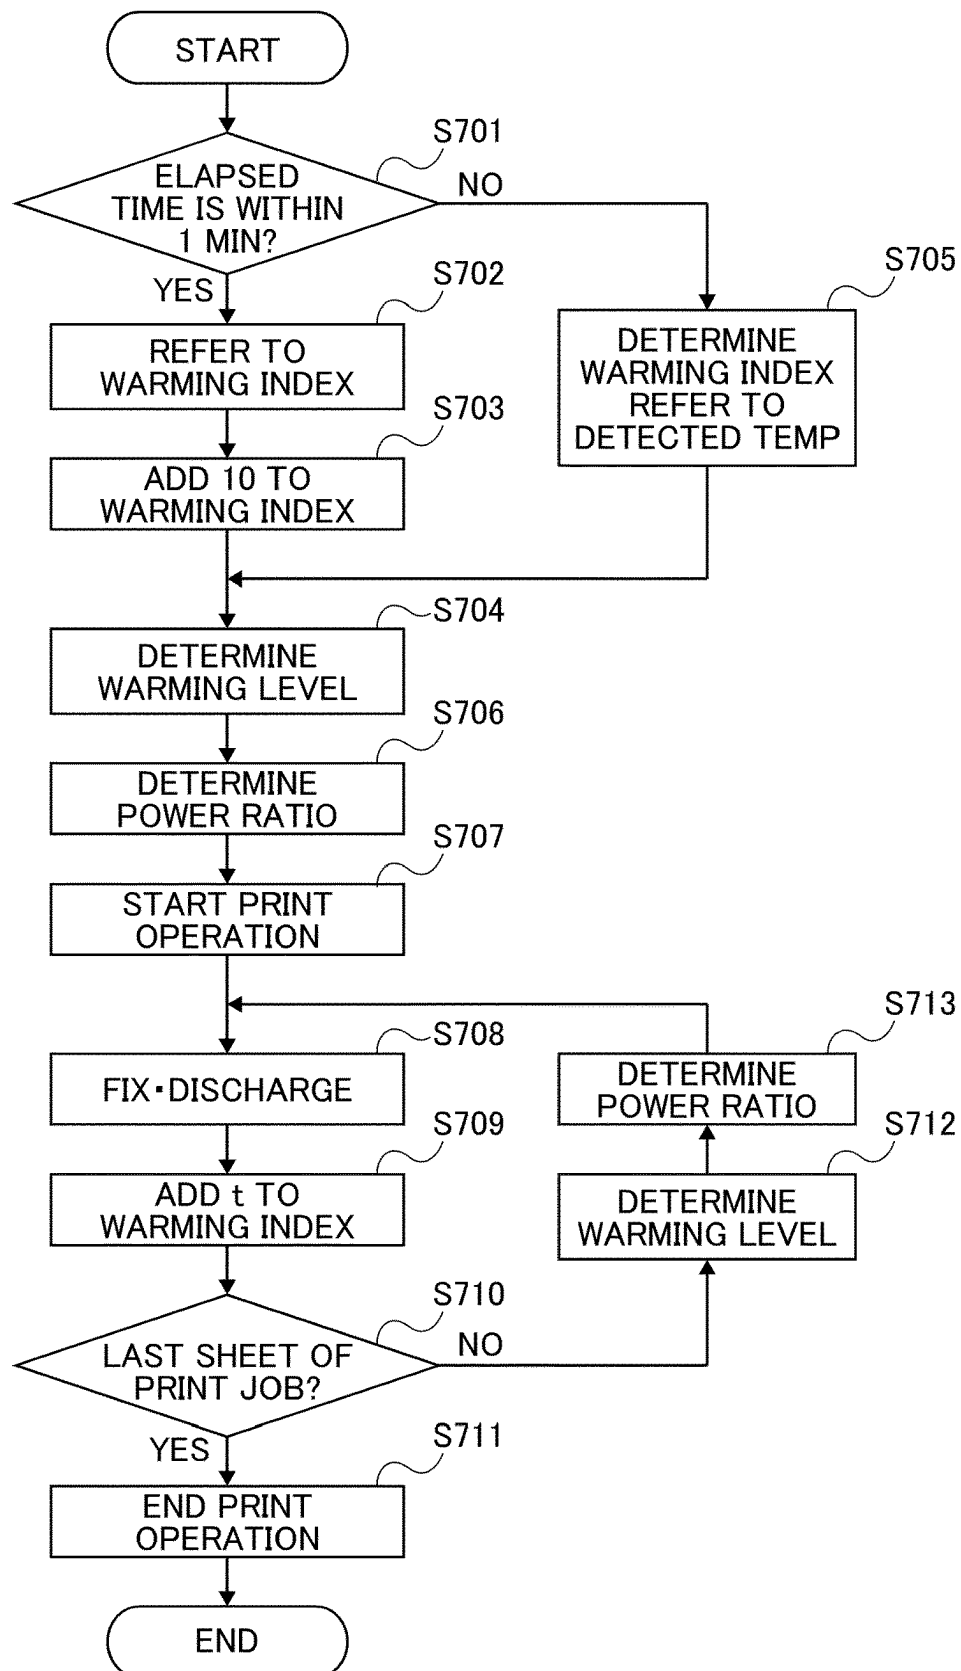 START
S701
ELAPSED
TIME IS WITHIN
1 MIN?
NO
YES
S702
REFER TO
WARMING INDEX
S705
DETERMINE
WARMING INDEX
REFER TO
DETECTED TEMP
S703
ADD 10 TO
WARMING INDEX
S704
DETERMINE
WARMING LEVEL
S706
DETERMINE
POWER RATIO
S707
START PRINT
OPERATION
S708
FIX・DISCHARGE
S713
DETERMINE
POWER RATIO
S709
ADD t TO
WARMING INDEX
S712
DETERMINE
WARMING LEVEL
S710
LAST SHEET OF
PRINT JOB?
NO
YES
S711
END PRINT
OPERATION
END